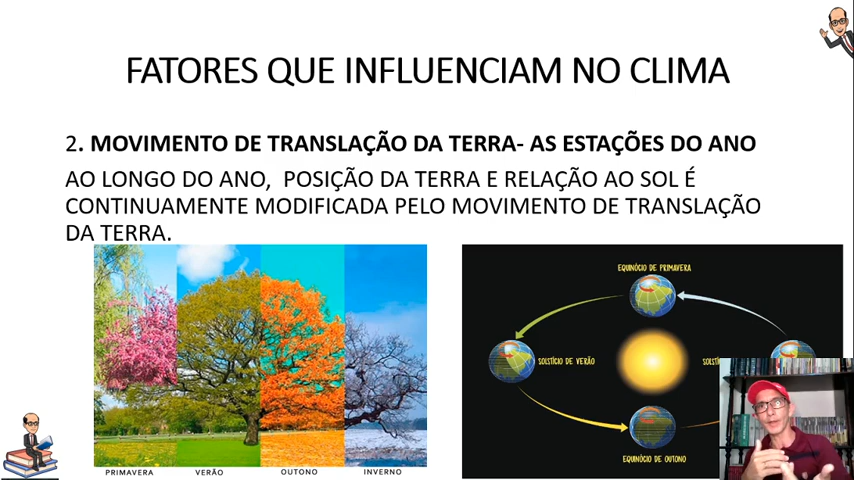 FATORES QUE INFLUENCIAM NO CLIMA
2. MOVIMENTO DE TRANSLAÇÃO DA TERRA- AS ESTAÇÕES DO ANO
AO LONGO DO ANO, POSIÇÃO DA TERRA E RELAÇÃO AO SOL É
CONTINUAMENTE MODIFICADA PELO MOVIMENTO DE TRANSLAÇÃO
DA TERRA.
PRIMAVERA VERÃO OUTONO INVERNO
EQUINÓCIO DE PRIMAVERA
SOLSTÍCIO DE VERÃO
EQUINÓCIO DE OUTONO